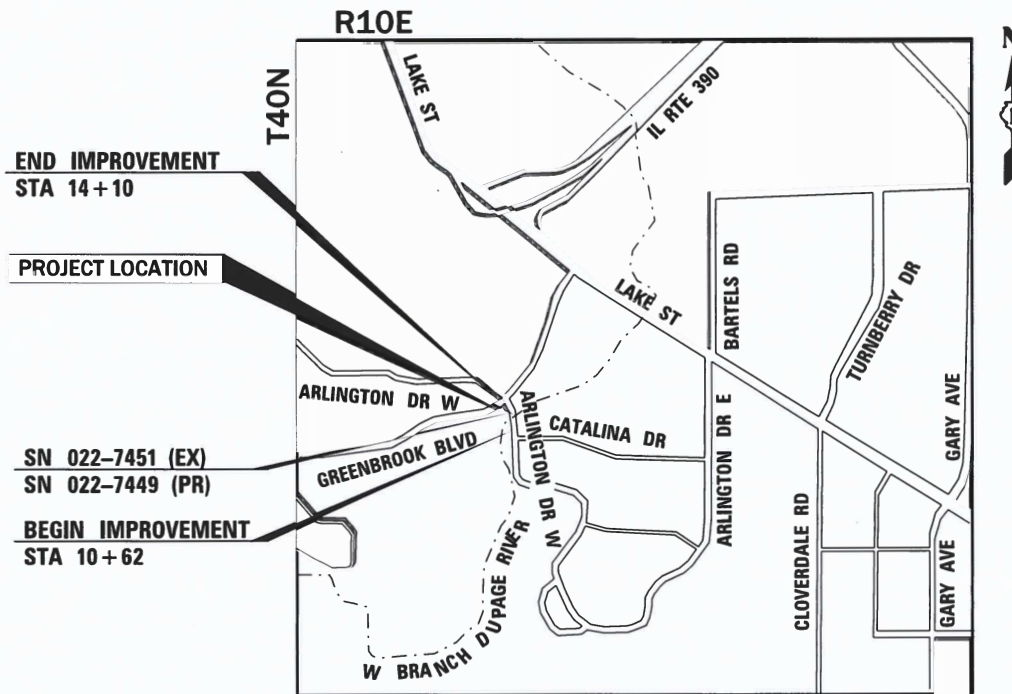 R10E
T40N
N
LAKE ST
IL RTE 390
END IMPROVEMENT
STA 14+10
PROJECT LOCATION
LAKE ST
BARTELS RD
TURNBERRY DR
ARLINGTON DR W
ARLINGTON DR W
CATALINA DR
ARLINGTON DR E
GARY AVE
SN 022-7451 (EX)
SN 022-7449 (PR)
GREENBROOK BLVD
BEGIN IMPROVEMENT
STA 10+62
CLOVERDALE RD
GARY AVE
W BRANCH DUPAGE RIVER